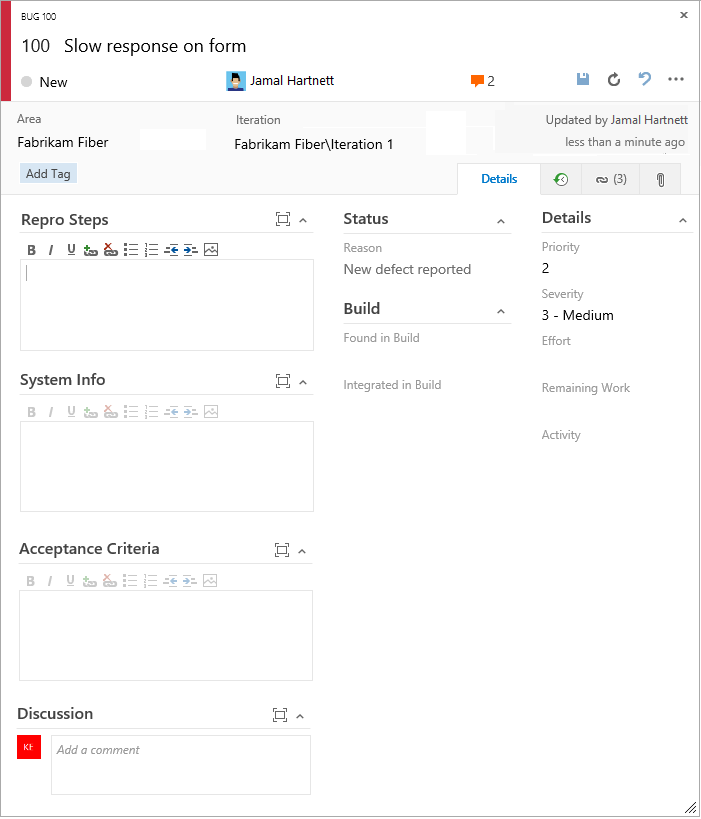 BUG 100
100 Slow response on form
New
Jamal Hartnett
2
Area
Fabrikam Fiber
Iteration
Fabrikam Fiber\Iteration 1
Updated by Jamal Hartnett
less than a minute ago
Add Tag
Details
(3)
Repro Steps
B I U
System Info
B I U
Acceptance Criteria
B I U
Discussion
KF
Add a comment
Status
Reason
New defect reported
Build
Found in Build
Integrated in Build
Details
Priority
2
Severity
3 - Medium
Effort
Remaining Work
Activity